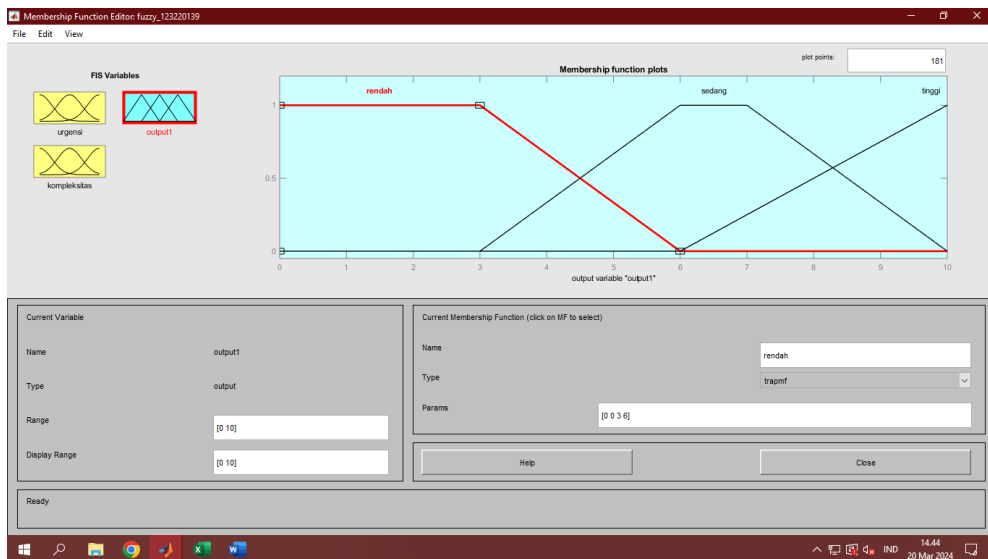 Membership Function Editor: fuzzy_123220139
File Edit View
FIS Variables
urgensi
output1
kompleksitas
plot points:
181
Membership function plots
rendah
sedang
tinggi
1
0.5
0
0 1 2 3 4 5 6 7 8 9 10
output variable "output1"
Current Variable
Name output1
Type output
Range [0 10]
Display Range [0 10]
Current Membership Function (click on MF to select)
Name rendah
Type trapmf
Params [0 0 3 6]
Help
Close
Ready
IND
14.44
20 Mar 2024